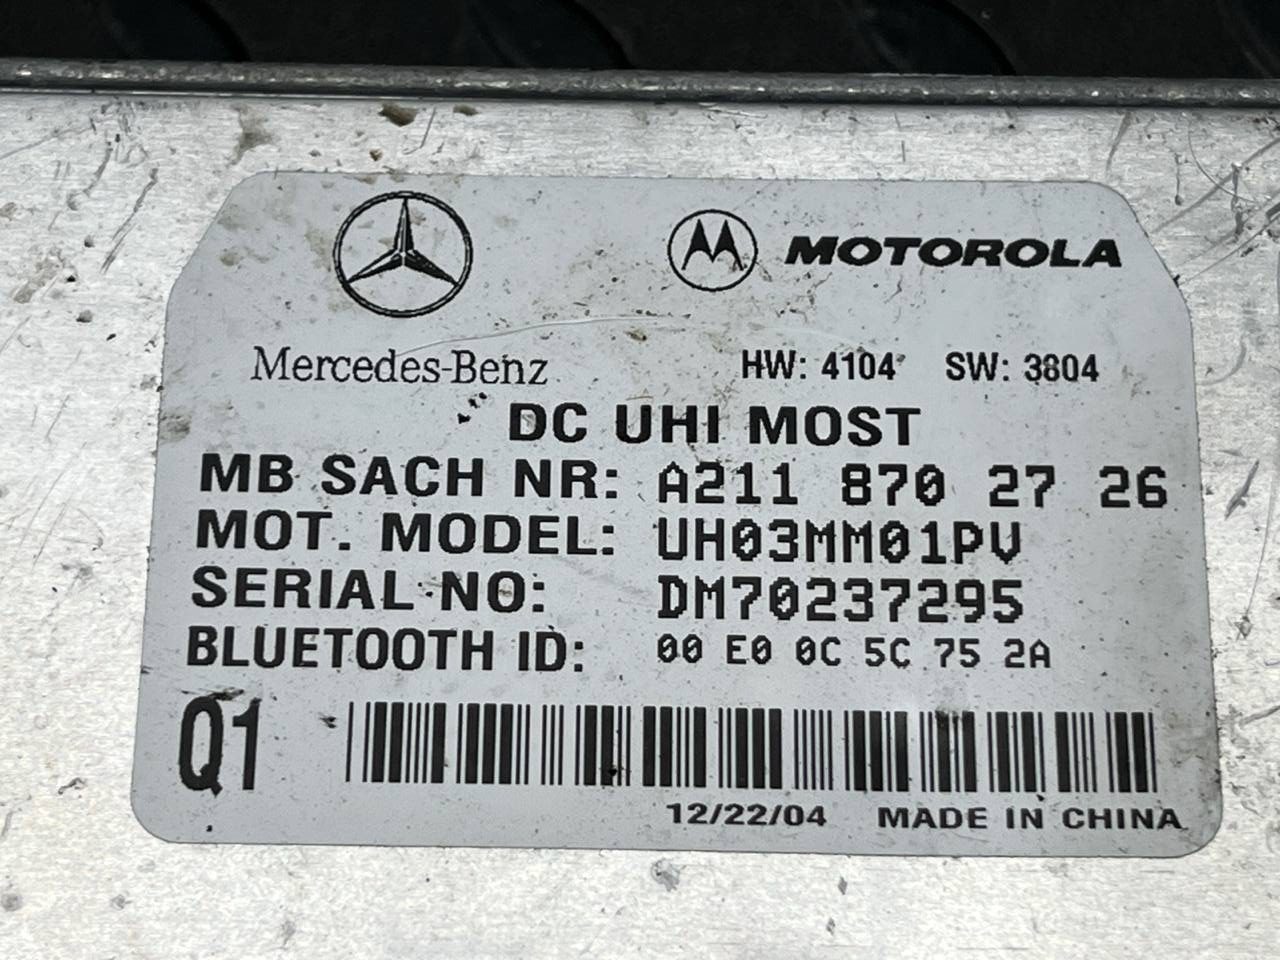 MOTOROLA
Mercedes-Benz HW: 4104 SW: 3804
DC UHI MOST
MB SACH NR: A211 870 27 26
MOT. MODEL: UH03MM01PV
SERIAL NO: DM70237295
BLUETOOTH ID: 00 E0 0C 5C 75 2A
Q1
12/22/04 MADE IN CHINA